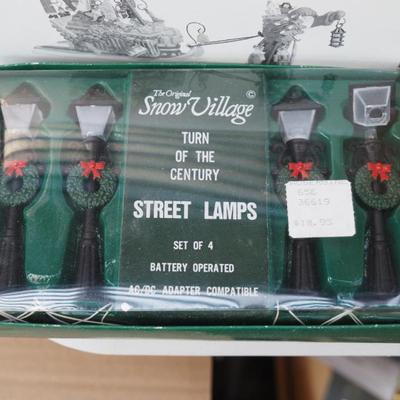 The Original
Snow Village ©
TURN
OF THE
CENTURY
STREET LAMPS
SET OF 4
BATTERY OPERATED
AC/DC ADAPTER COMPATIBLE
65E
36619
$18.95